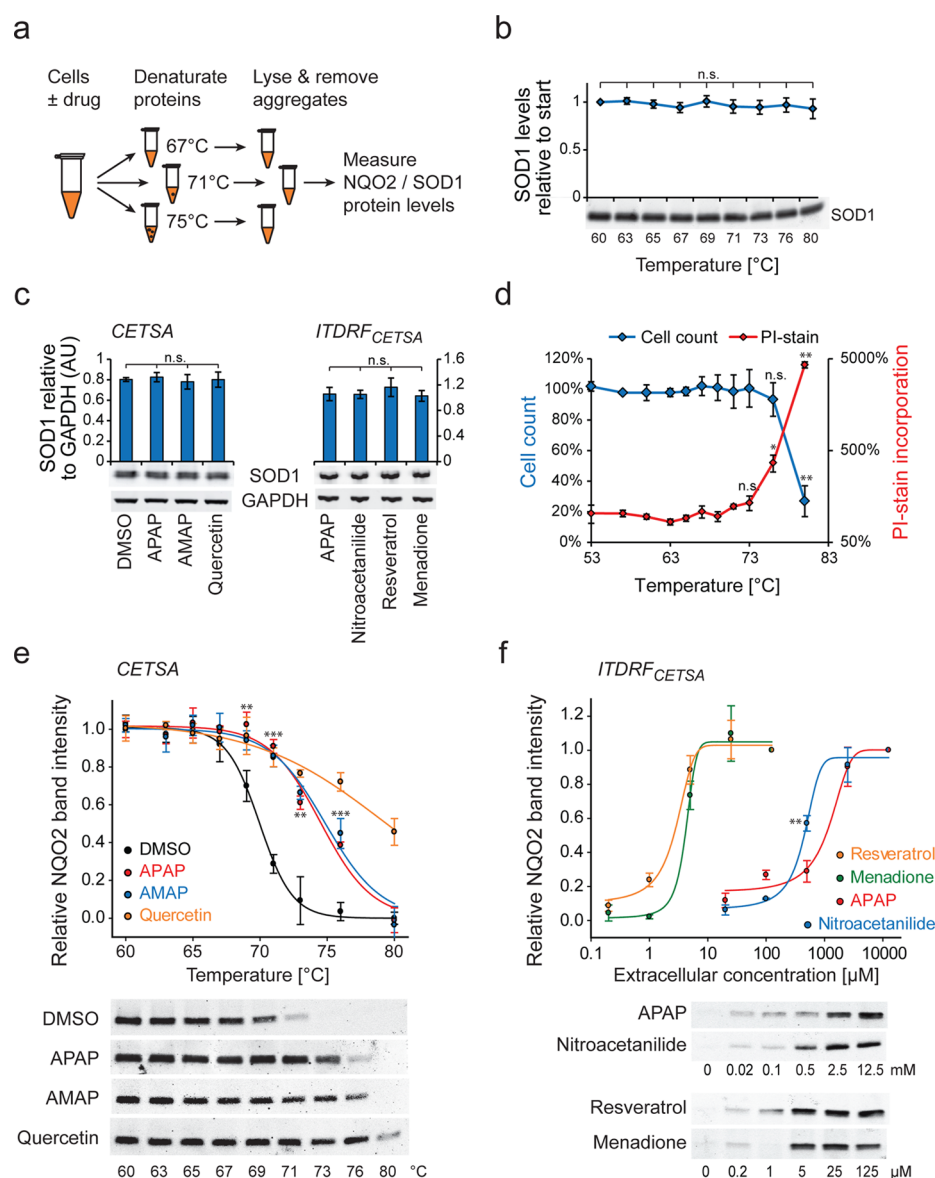 a
Cells
± drug
Denaturate
proteins
Lyse & remove
aggregates
67°C
71°C
75°C
Measure
NQO2 / SOD1
protein levels
b
n.s.
SOD1 levels
relative to start
1
0.5
0
SOD1
60 63 65 67 69 71 73 76 80
Temperature [°C]
c
CETSA
ITDRF CETSA
SOD1 relative
to GAPDH (AU)
1
0.8
0.6
0.4
0.2
0
n.s.
n.s.
1.6
1.2
0.8
0.4
0
SOD1
GAPDH
DMSO
APAP
AMAP
Quercetin
APAP
Nitroacetanilide
Resveratrol
Menadione
d
Cell count PI-stain
Cell count
120%
100%
80%
60%
40%
20%
0%
n.s.
**
n.s.
*
**
5000%
500%
50%
PI-stain incorporation
53 63 73 83
Temperature [°C]
e
CETSA
Relative NQO2 band intensity
1.0
0.8
0.6
0.4
0.2
0.0
**
***
**
***
DMSO
APAP
AMAP
Quercetin
60 65 70 75 80
Temperature [°C]
DMSO
APAP
AMAP
Quercetin
60 63 65 67 69 71 73 76 80 °C
f
ITDRF CETSA
Relative NQO2 band intensity
1.2
1.0
0.8
0.6
0.4
0.2
0.0
**
Resveratrol
Menadione
APAP
Nitroacetanilide
0.1 1 10 100 1000 10000
Extracellular concentration [µM]
APAP
Nitroacetanilide
0 0.02 0.1 0.5 2.5 12.5 mM
Resveratrol
Menadione
0 0.2 1 5 25 125 µM